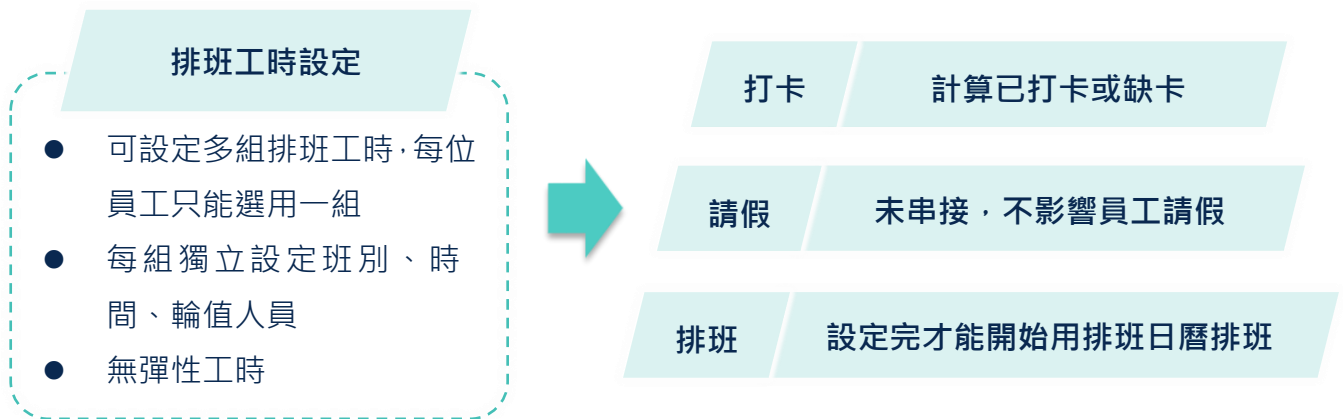 排班工時設定
● 可設定多組排班工時，每位
員工只能選用一組
● 每組獨立設定班別、時
間、輪值人員
● 無彈性工時
打卡 計算已打卡或缺卡
請假 未串接，不影響員工請假
排班 設定完才能開始用排班日曆排班